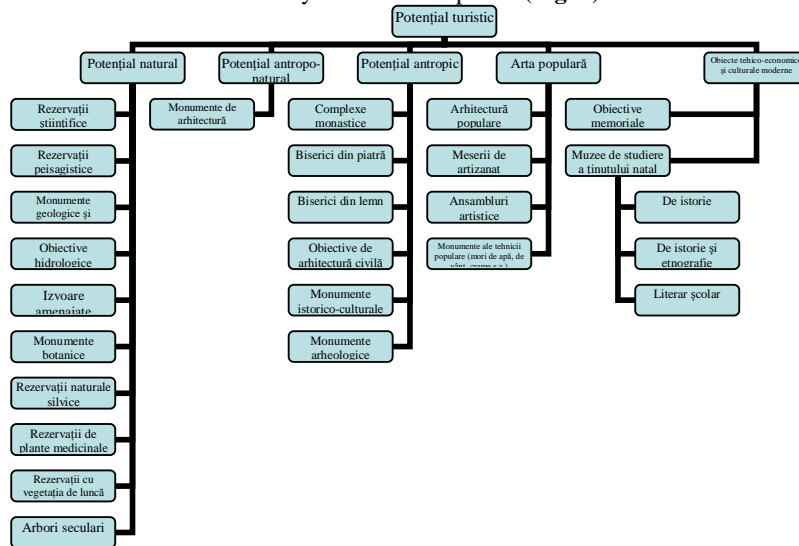 Potențial turistic
Potențial natural
Potențial antropo-
natural
Potențial antropic
Arta populară
Obiecte tehico-economice
și culturale moderne
Rezervații
științifice
Rezervații
peisagistice
Monumente
geologice și
Obiective
hidrologice
Izvoare
amenajate
Monumente
botanice
Rezervații naturale
silvice
Rezervații de
plante medicinale
Rezervații cu
vegetația de luncă
Arbori seculari
Monumente de
arhitectură
Complexe
monastice
Biserici din piatră
Biserici din lemn
Obiective de
arhitectură civilă
Monumente
istorico-culturale
Monumente
arheologice
Arhitectură
populare
Meserii de
artizanat
Ansambluri
artistice
Monumente ale tehnicii
populare (mori de apă, de
vânt, crame ș.a.)
Obiective
memoriale
Muzee de studiere
a ținutului natal
De istorie
De istorie și
etnografie
Literar școlar